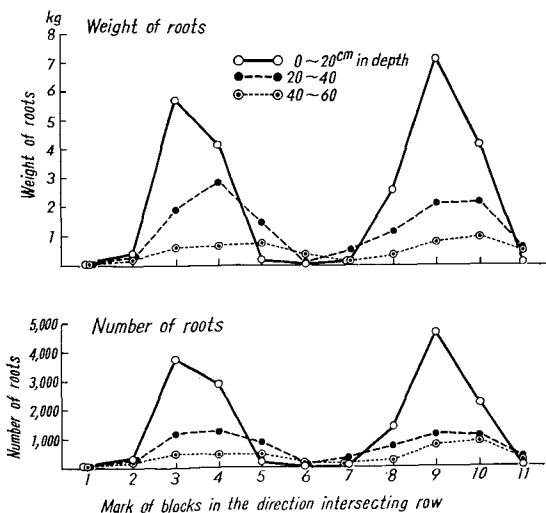 kg
Weight of roots
0~20cm in depth
20~40
40~60
8
7
6
5
4
3
2
1
Weight of roots
Number of roots
5,000
4,000
3,000
2,000
1,000
Number of roots
1 2 3 4 5 6 7 8 9 10 11
Mark of blocks in the direction intersecting row